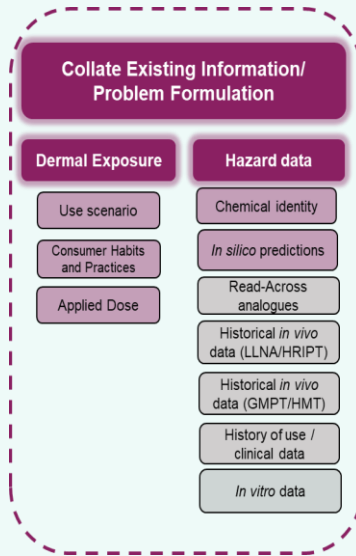 Collate Existing Information/
Problem Formulation
Dermal Exposure
Use scenario
Consumer Habits
and Practices
Applied Dose
Hazard data
Chemical identity
In silico predictions
Read-Across
analogues
Historical in vivo
data (LLNA/HRIPT)
Historical in vivo
data (GMPT/HMT)
History of use /
clinical data
In vitro data